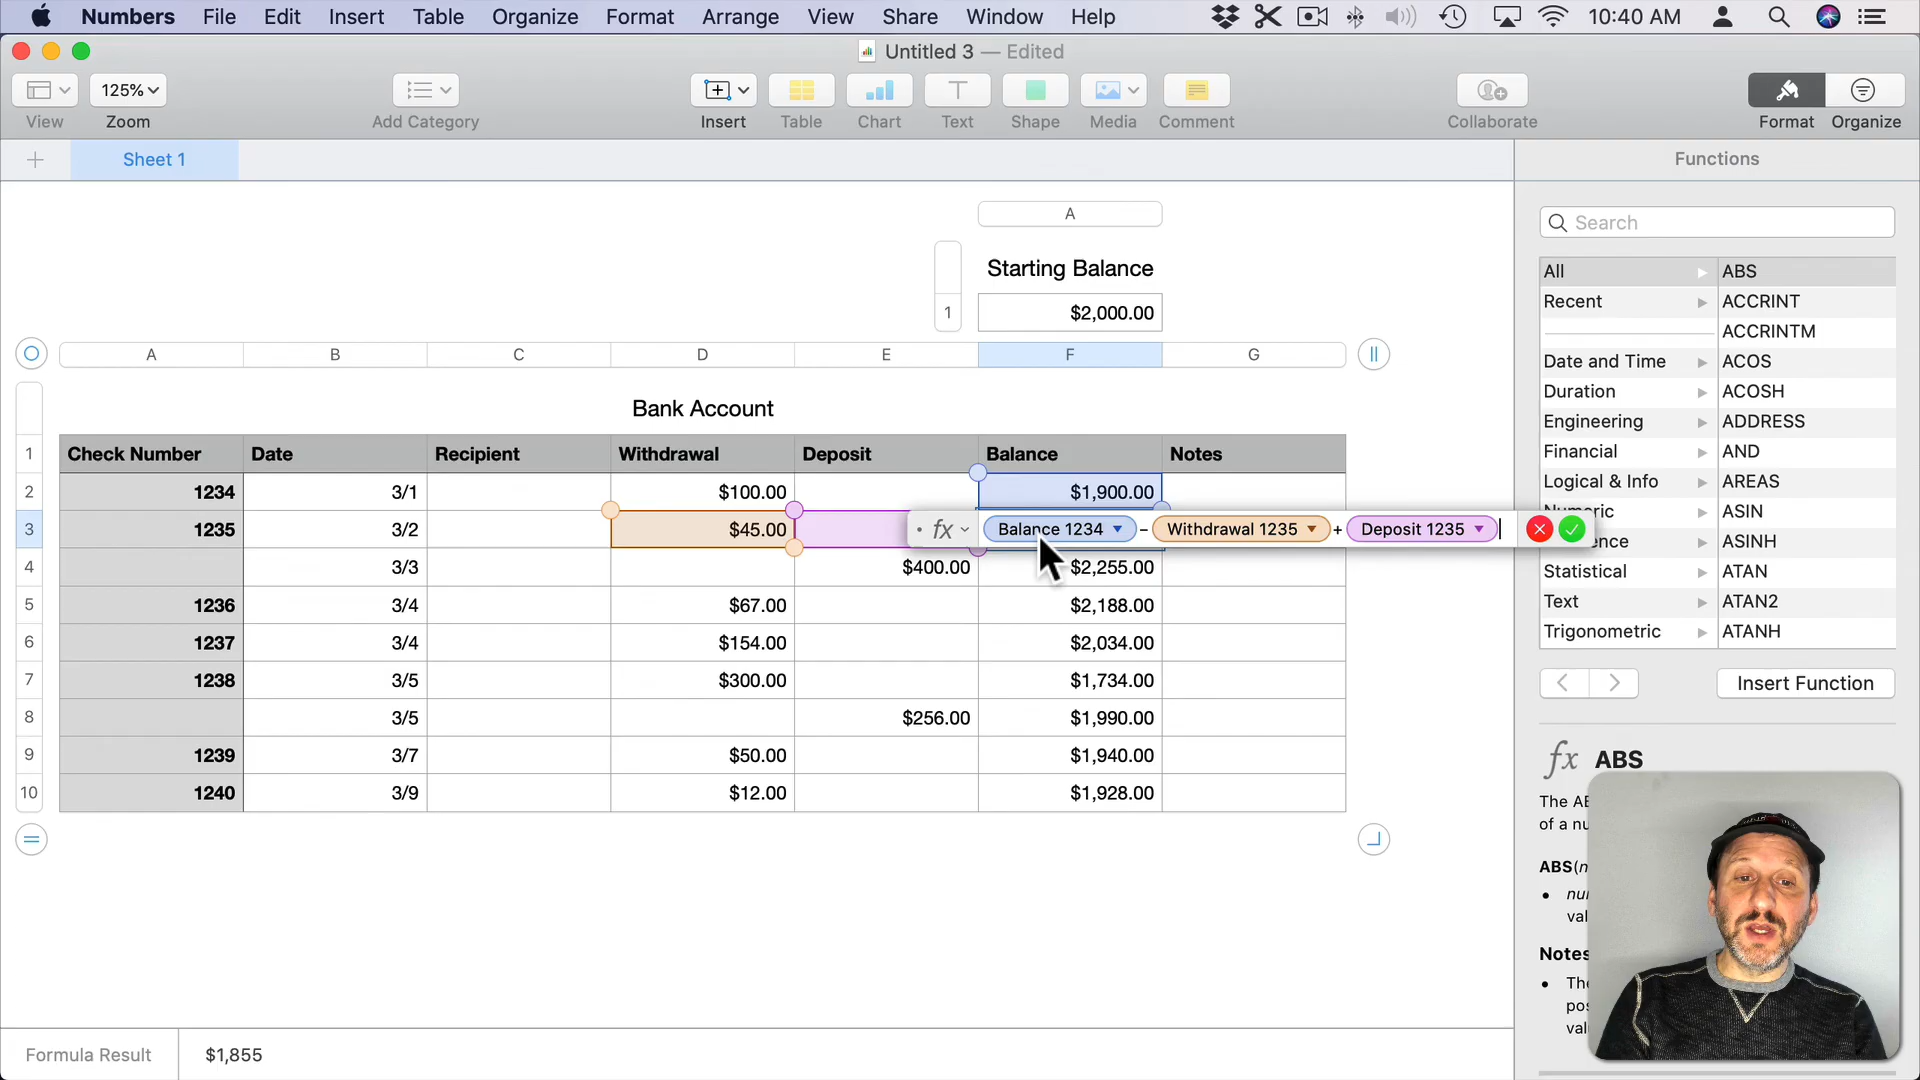 Numbers File Edit Insert Table Organize Format Arrange View Share Window Help 10:40 AM
Untitled 3 — Edited
125%
View Zoom Add Category Insert Table Chart Text Shape Media Comment Collaborate Format Organize
Sheet 1
Functions
A
Search
Starting Balance
1 $2,000.00
A B C D E F G
Bank Account
1 Check Number Date Recipient Withdrawal Deposit Balance Notes
2 1234 3/1 $100.00 $1,900.00
3 1235 3/2 $45.00 fx Balance 1234 - Withdrawal 1235 + Deposit 1235
4 3/3 $400.00 $2,255.00
5 1236 3/4 $67.00 $2,188.00
6 1237 3/4 $154.00 $2,034.00
7 1238 3/5 $300.00 $1,734.00
8 3/5 $256.00 $1,990.00
9 1239 3/7 $50.00 $1,940.00
10 1240 3/9 $12.00 $1,928.00
All ABS
Recent ACCRINT
ACCRINTM
Date and Time ACOS
Duration ACOSH
Engineering ADDRESS
Financial AND
Logical & Info AREAS
ASIN
ASINH
Statistical ATAN
Text ATAN2
Trigonometric ATANH
Insert Function
fx ABS
The
of a
ABS(
Notes
Formula Result $1,855